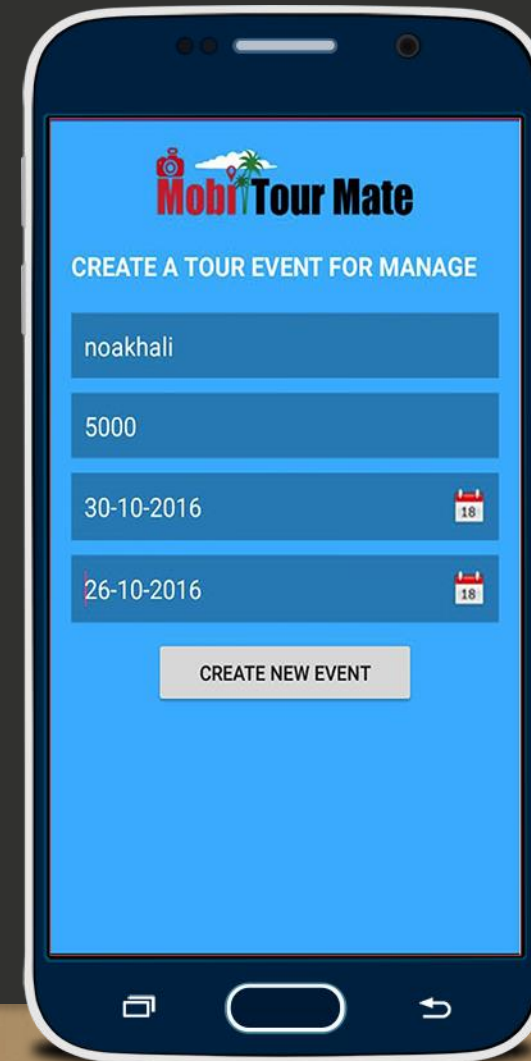 Mobi Tour Mate
CREATE A TOUR EVENT FOR MANAGE
noakhali
5000
30-10-2016
18
26-10-2016
18
CREATE NEW EVENT